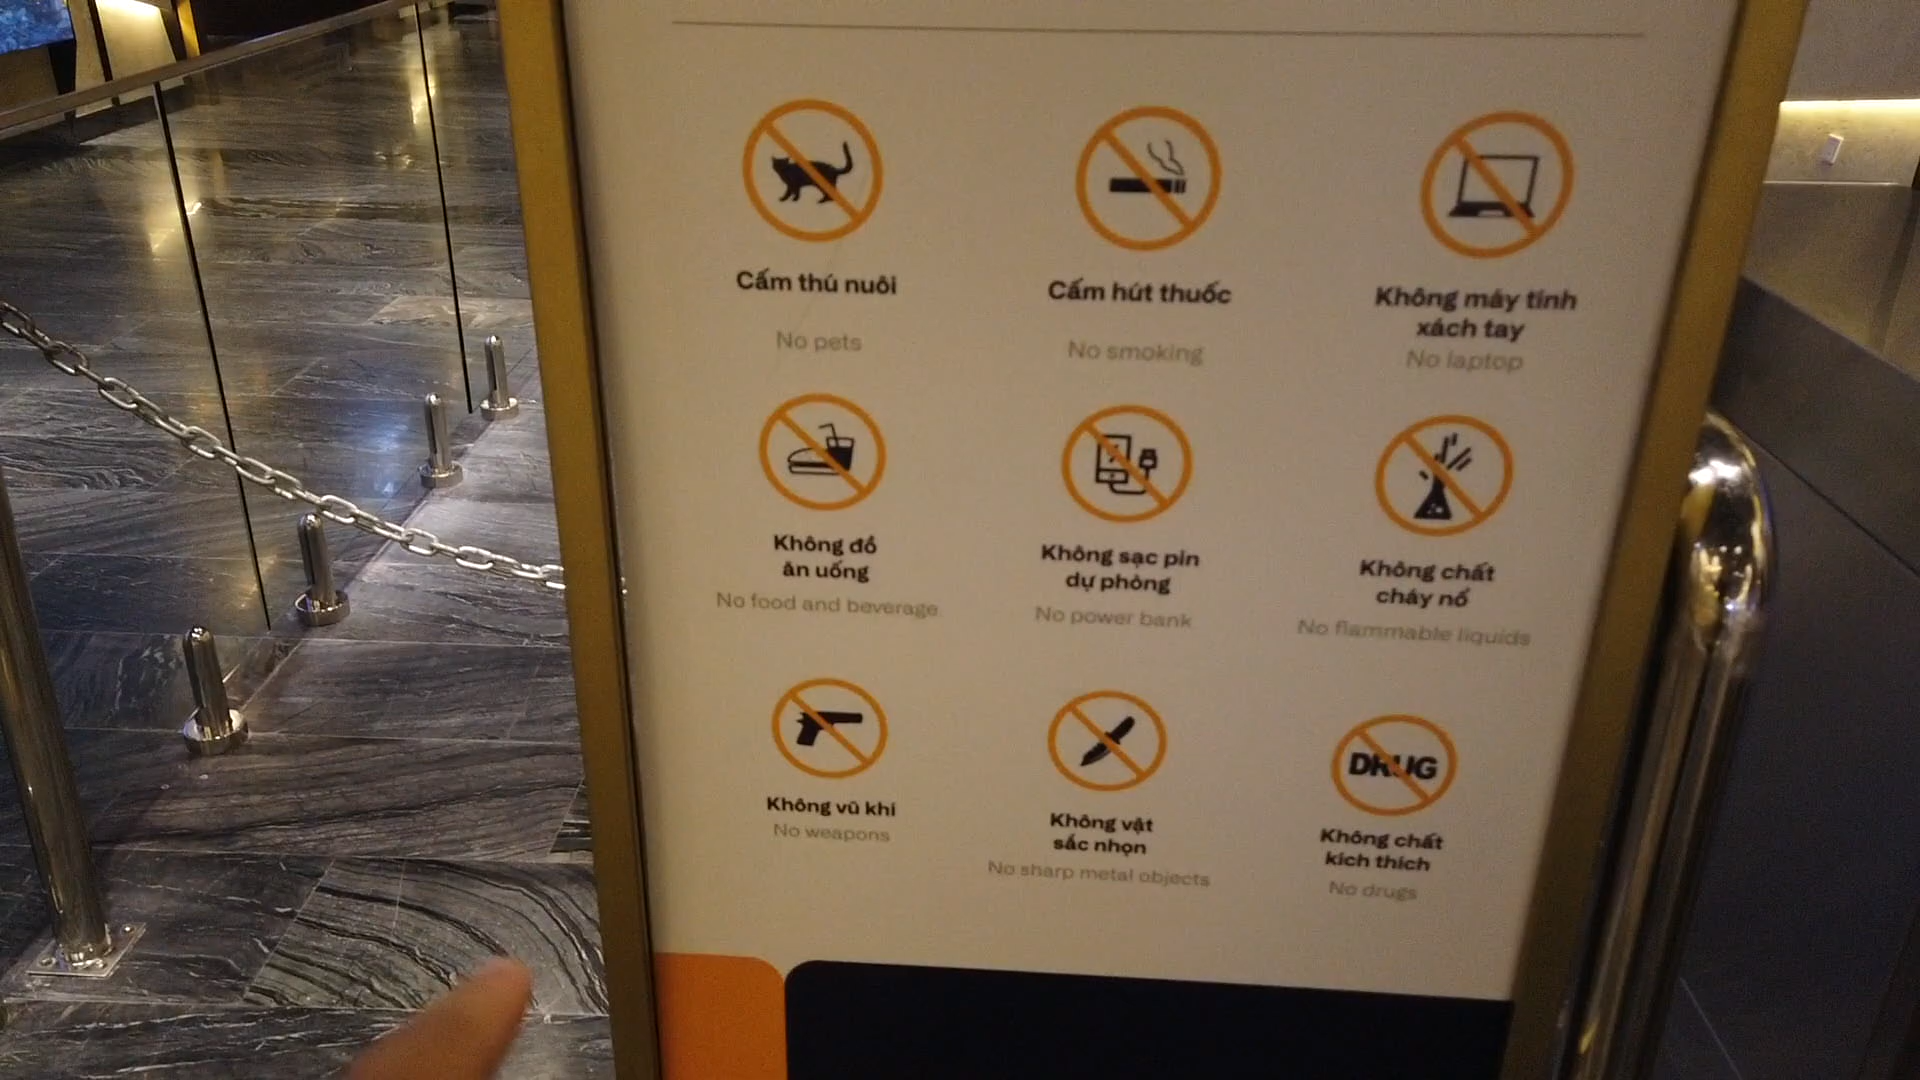 Cấm thú nuôi
No pets
Cấm hút thuốc
No smoking
Không máy tính
xách tay
No laptop
Không đồ
ăn uống
No food and beverage
Không sạc pin
dự phòng
No power bank
Không chất
cháy nổ
No flammable liquids
Không vũ khí
No weapons
Không vật
sắc nhọn
No sharp metal objects
DRUG
Không chất
kích thích
No drugs